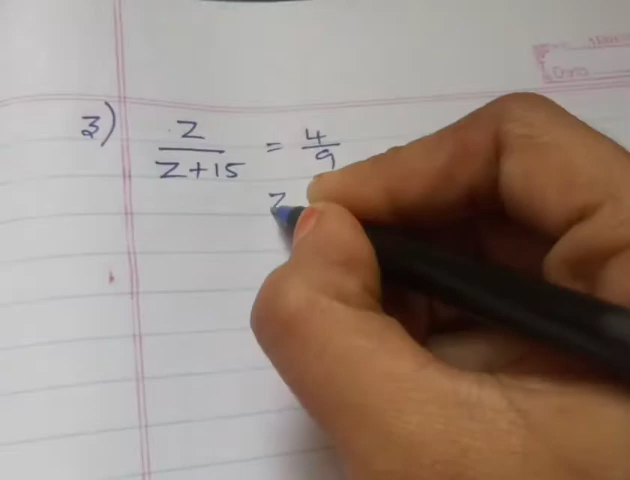 3) z/(z+15) = 4/9
z